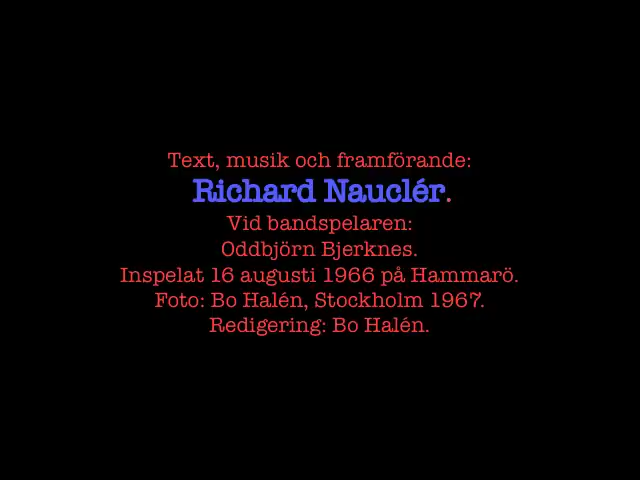 Text, musik och framförande:
Richard Nauclér.
Vid bandspelaren:
Oddbjörn Bjerknes.
Inspelat 16 augusti 1966 på Hammarö.
Foto: Bo Halén, Stockholm 1967.
Redigering: Bo Halén.